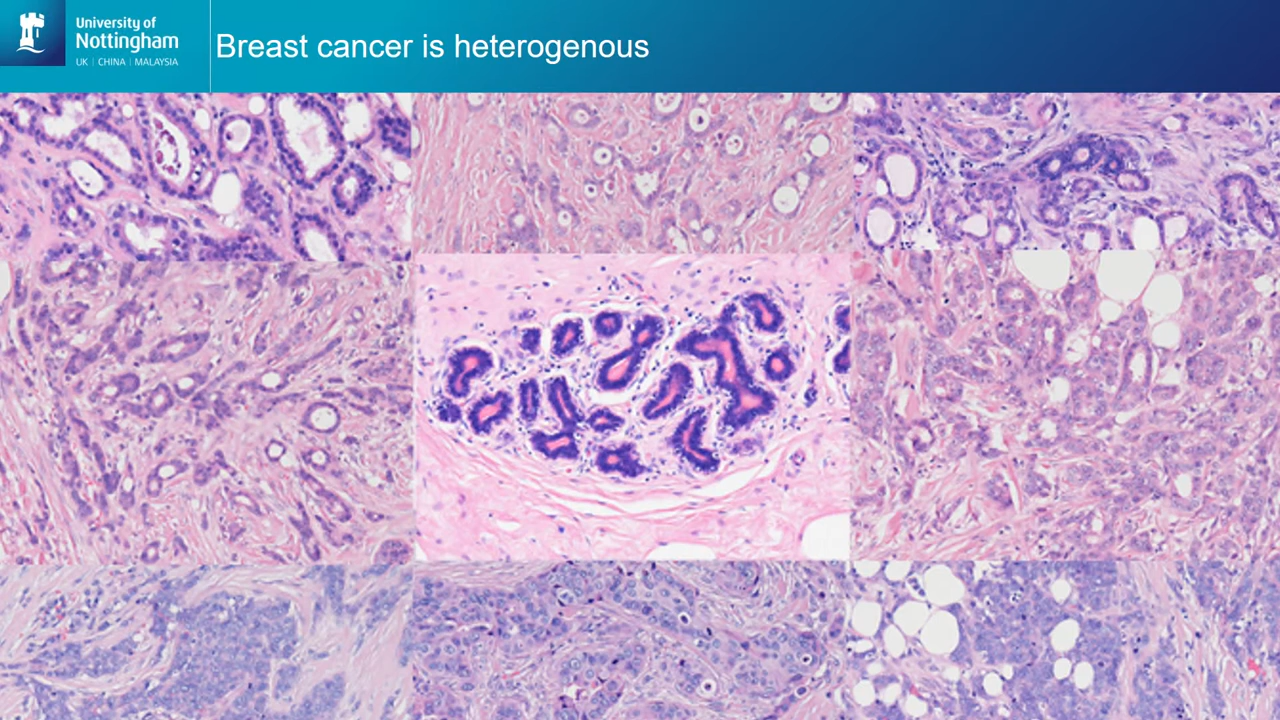 University of
Nottingham
UK | CHINA | MALAYSIA
Breast cancer is heterogenous